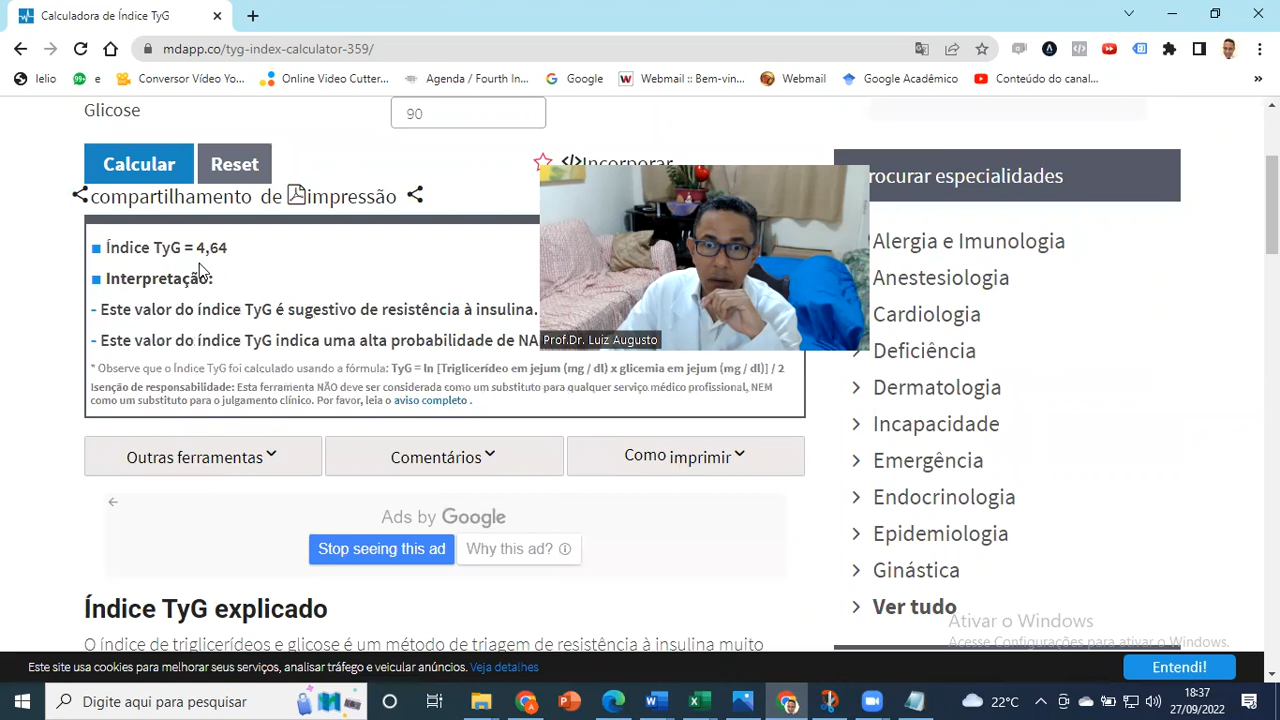 Calculadora de Índice TyG
mdapp.co/tyg-index-calculator-359/
lelio
99+
e
Conversor Vídeo Yo...
Online Video Cutter...
Agenda / Fourth In...
Google
Webmail :: Bem-vin...
Webmail
Google Acadêmico
Conteúdo do canal...
Glicose
90
Calcular
Reset
Incorporar
compartilhamento de impressão
Índice TyG = 4,64
Interpretação:
- Este valor do índice TyG é sugestivo de resistência à insulina.
- Este valor do índice TyG indica uma alta probabilidade de NA
* Observe que o Índice TyG foi calculado usando a fórmula: TyG = ln [Triglicerídeo em jejum (mg / dl) x glicemia em jejum (mg / dl)] / 2
Isenção de responsabilidade: Esta ferramenta NÃO deve ser considerada como um substituto para qualquer serviço médico profissional, NEM
como um substituto para o julgamento clínico. Por favor, leia o aviso completo .
Prof.Dr. Luiz Augusto
Outras ferramentas
Comentários
Como imprimir
Ads by Google
Stop seeing this ad
Why this ad?
Índice TyG explicado
O índice de triglicerídeos e glicose é um método de triagem de resistência à insulina muito
rocurar especialidades
Alergia e Imunologia
Anestesiologia
Cardiologia
Deficiência
Dermatologia
Incapacidade
Emergência
Endocrinologia
Epidemiologia
Ginástica
Ver tudo
Ativar o Windows
Acesse Configurações para ativar o Windows.
Este site usa cookies para melhorar seus serviços, analisar tráfego e veicular anúncios. Veja detalhes
Entendi!
Digite aqui para pesquisar
22°C
18:37
27/09/2022